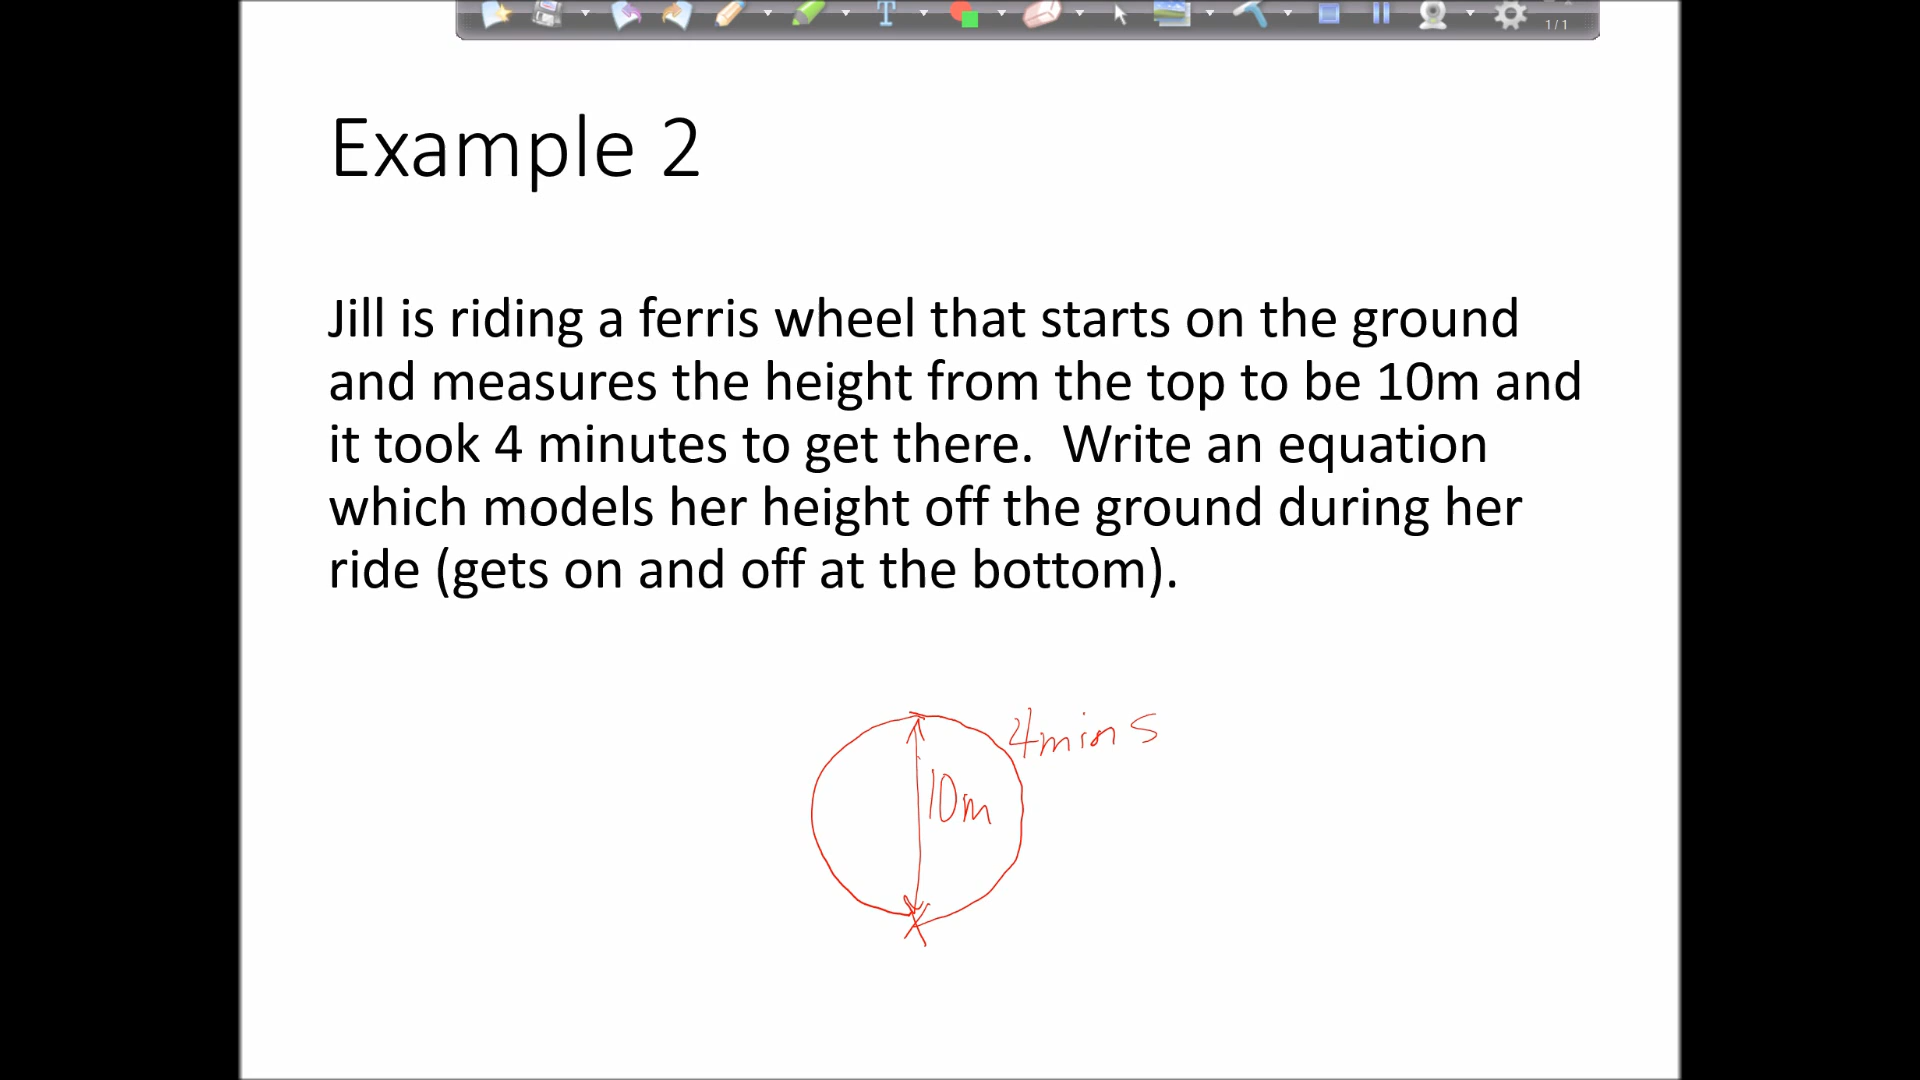 1/1
Example 2
Jill is riding a ferris wheel that starts on the ground
and measures the height from the top to be 10m and
it took 4 minutes to get there.  Write an equation
which models her height off the ground during her
ride (gets on and off at the bottom).
4mins
10m